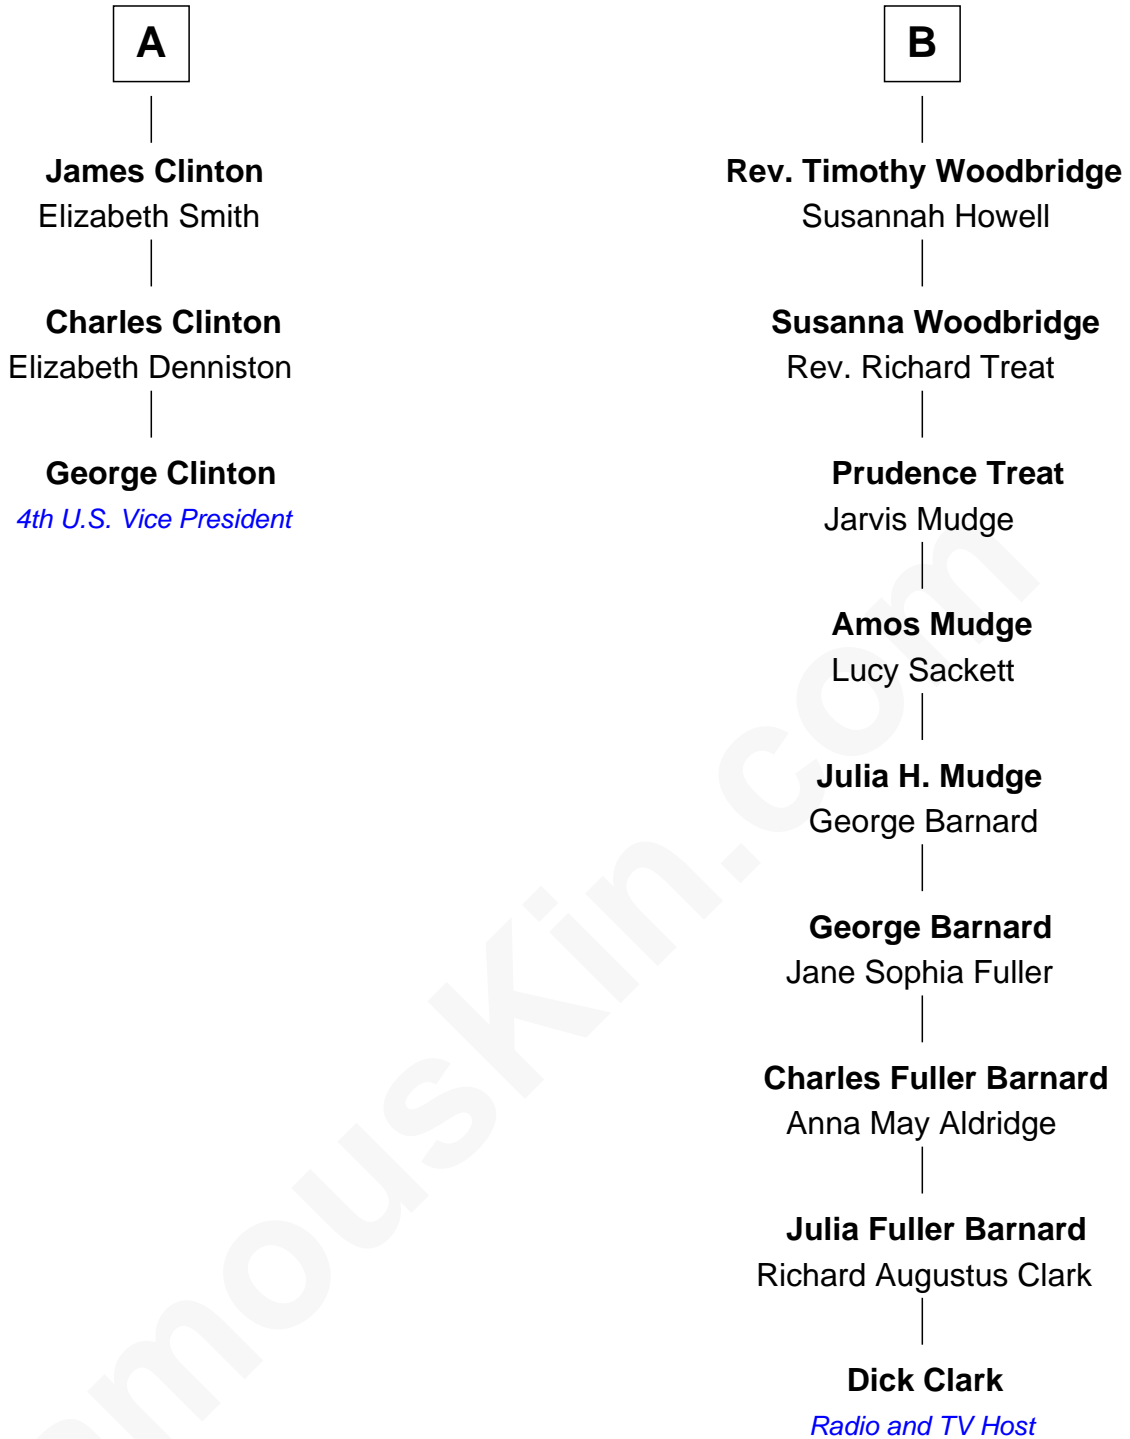 A
James Clinton
Elizabeth Smith
Charles Clinton
Elizabeth Denniston
George Clinton
4th U.S. Vice President
B
Rev. Timothy Woodbridge
Susannah Howell
Susanna Woodbridge
Rev. Richard Treat
Prudence Treat
Jarvis Mudge
Amos Mudge
Lucy Sackett
Julia H. Mudge
George Barnard
George Barnard
Jane Sophia Fuller
Charles Fuller Barnard
Anna May Aldridge
Julia Fuller Barnard
Richard Augustus Clark
Dick Clark
Radio and TV Host
amouskin.com